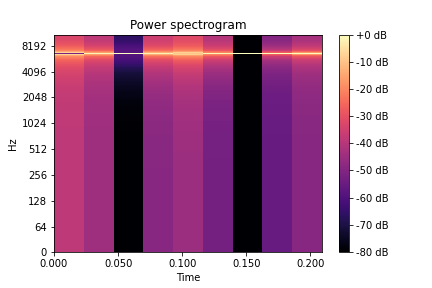 Power spectrogram
Hz
8192
4096
2048
1024
512
256
128
64
0
0.000
0.050
0.100
0.150
0.200
Time
+0 dB
-10 dB
-20 dB
-30 dB
-40 dB
-50 dB
-60 dB
-70 dB
-80 dB